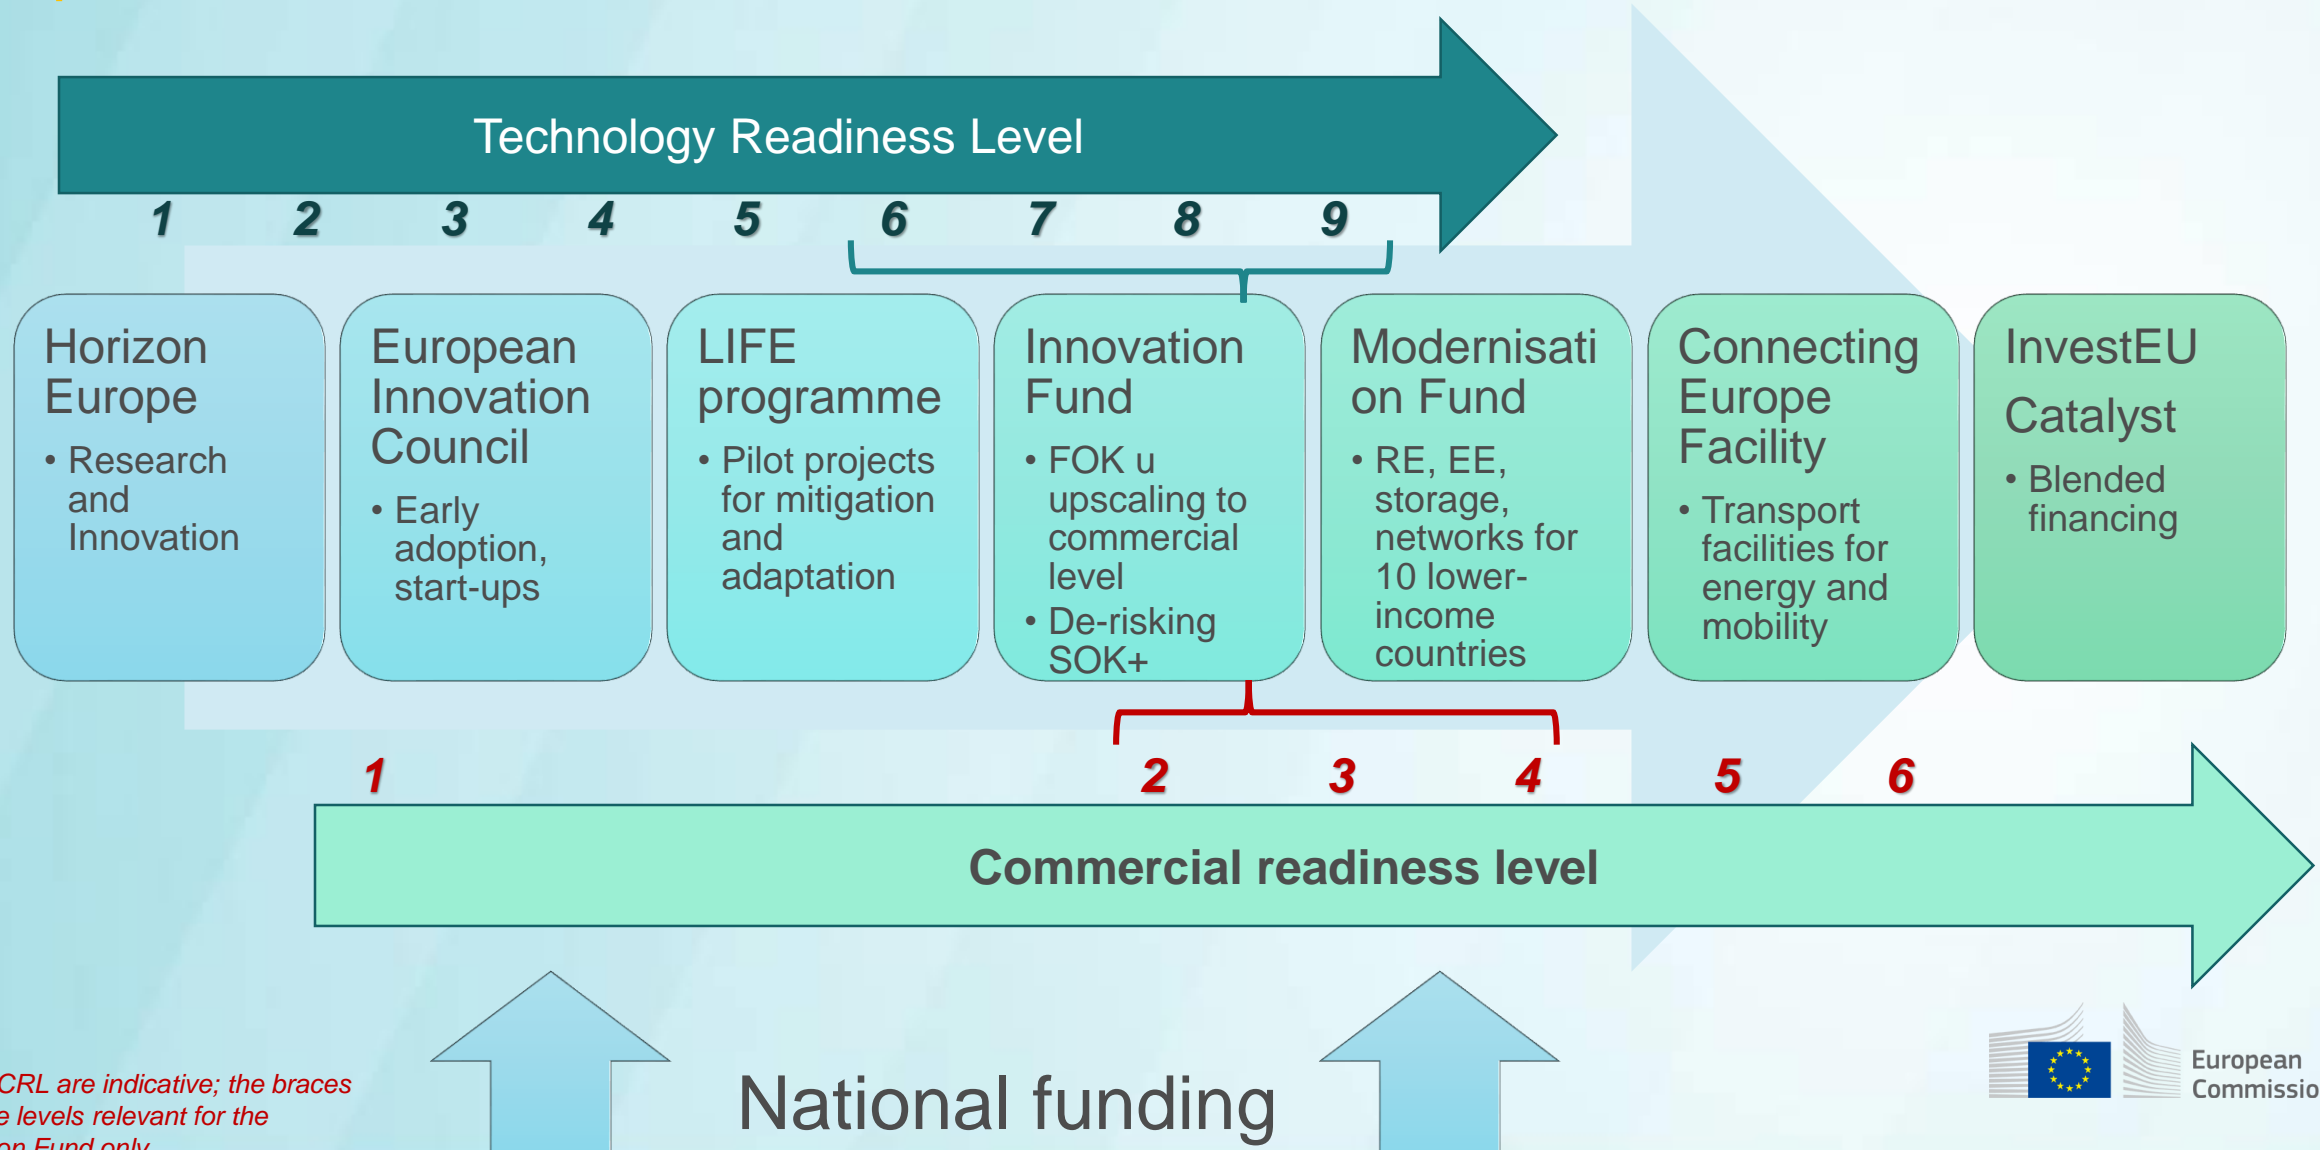 Technology Readiness Level
1 2 3 4 5 6 7 8 9
Horizon
Europe
• Research
and
Innovation
European
Innovation
Council
• Early
adoption,
start-ups
LIFE
programme
• Pilot projects
for mitigation
and
adaptation
Innovation
Fund
• FOK u
upscaling to
commercial
level
• De-risking
SOK+
Modernisati
on Fund
• RE, EE,
storage,
networks for
10 lower-
income
countries
Connecting
Europe
Facility
• Transport
facilities for
energy and
mobility
InvestEU
Catalyst
• Blended
financing
1 2 3 4 5 6
Commercial readiness level
CRL are indicative; the braces
e levels relevant for the
on Fund only
National funding
European
Commissio